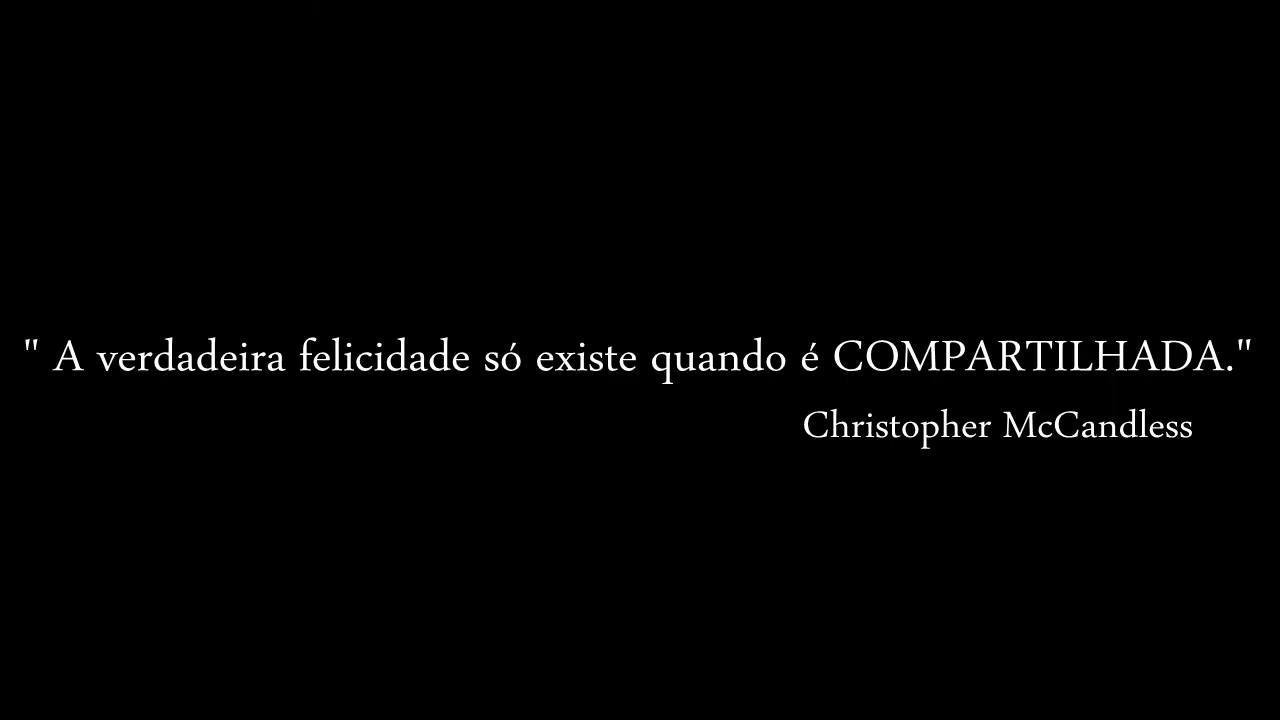 " A verdadeira felicidade só existe quando é COMPARTILHADA."
Christopher McCandless